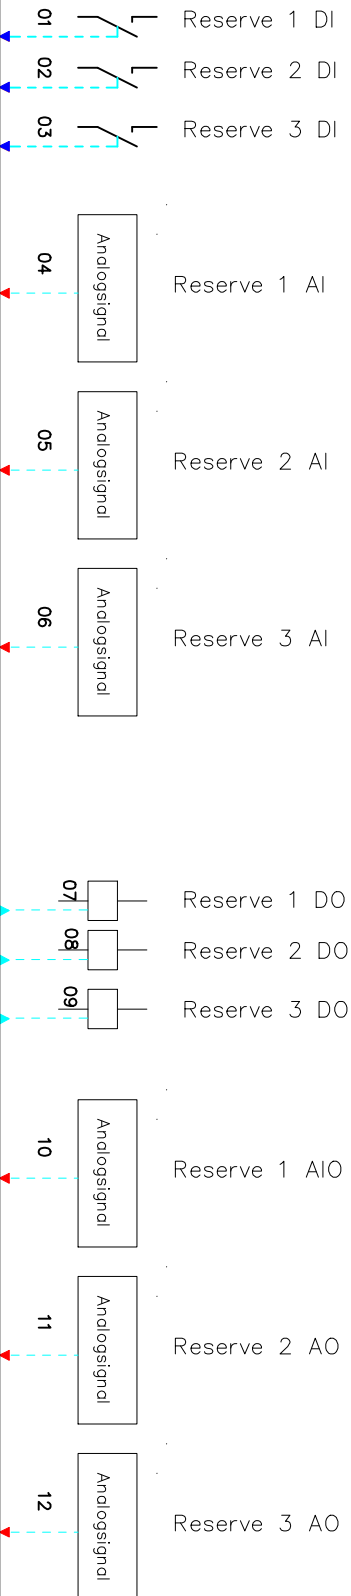 01 Reserve 1 DI
02 Reserve 2 DI
03 Reserve 3 DI
04 Analogsignal Reserve 1 AI
05 Analogsignal Reserve 2 AI
06 Analogsignal Reserve 3 AI
07 Reserve 1 DO
08 Reserve 2 DO
09 Reserve 3 DO
10 Analogsignal Reserve 1 AIO
11 Analogsignal Reserve 2 AO
12 Analogsignal Reserve 3 AO